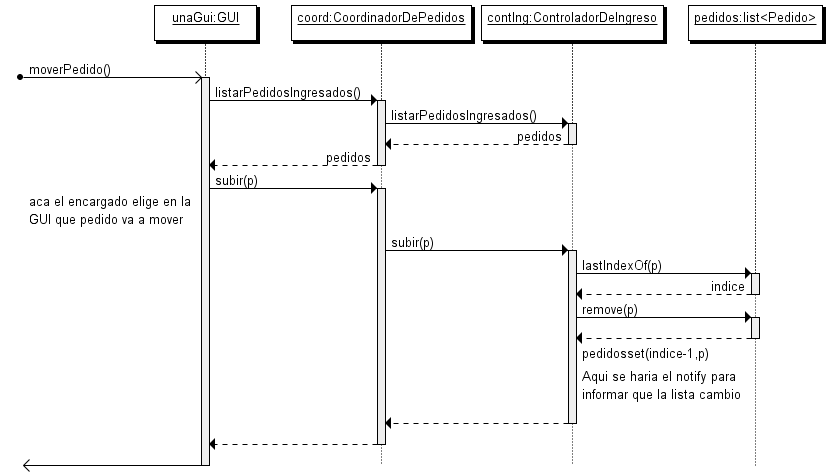 unaGui:GUI
coord:CoordinadorDePedidos
contIng:ControladorDeIngreso
pedidos:list<Pedido>
moverPedido()
listarPedidosIngresados()
listarPedidosIngresados()
pedidos
pedidos
subir(p)
aca el encargado elige en la
GUI que pedido va a mover
subir(p)
lastIndexOf(p)
indice
remove(p)
pedidosset(indice-1,p)
Aqui se haria el notify para
informar que la lista cambio